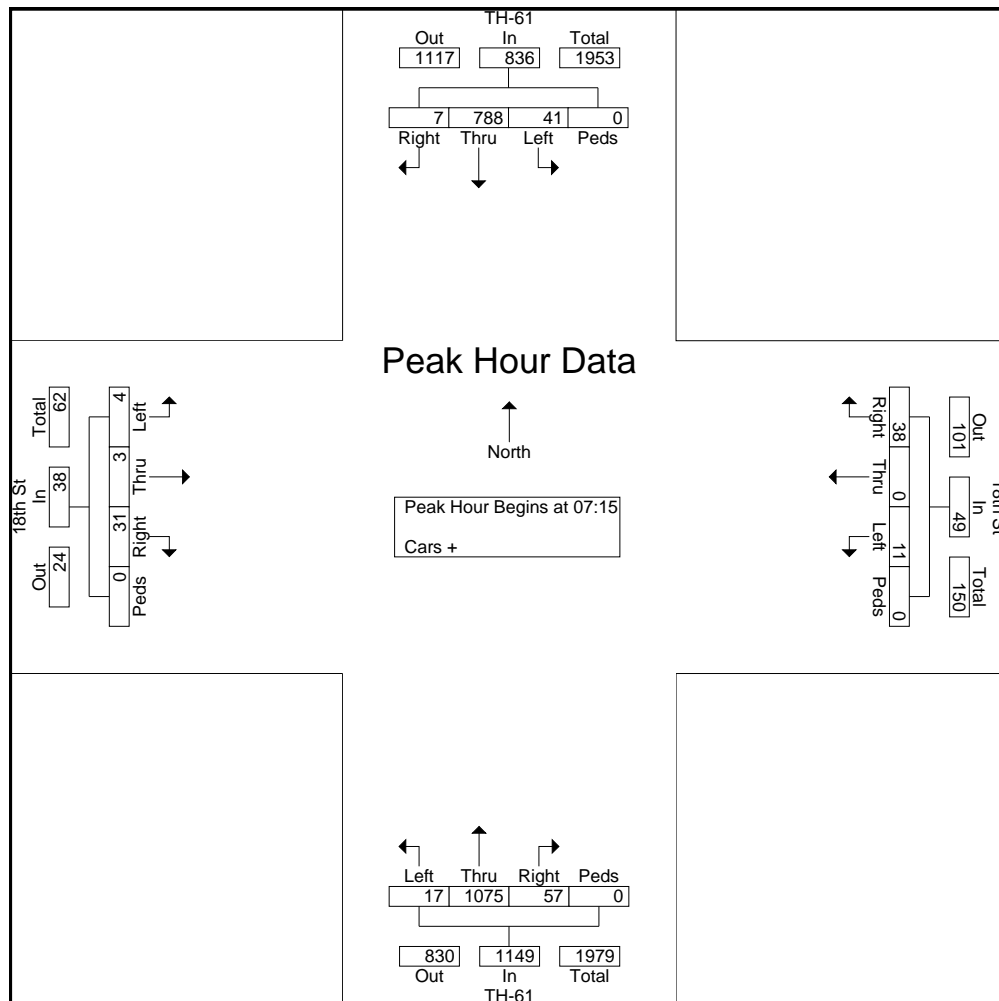 TH-61
Out In Total
1117 836 1953
7 788 41 0
Right Thru Left Peds
Peak Hour Data
North
Peak Hour Begins at 07:15
Cars +
18th St
Total In Out
62 38 24
4 3 31 0
Left Thru Right Peds
Right Thru Left Peds
38 0 11 0
Out In Total
101 49 150
18th St
Left Thru Right Peds
17 1075 57 0
830 1149 1979
Out In Total
TH-61